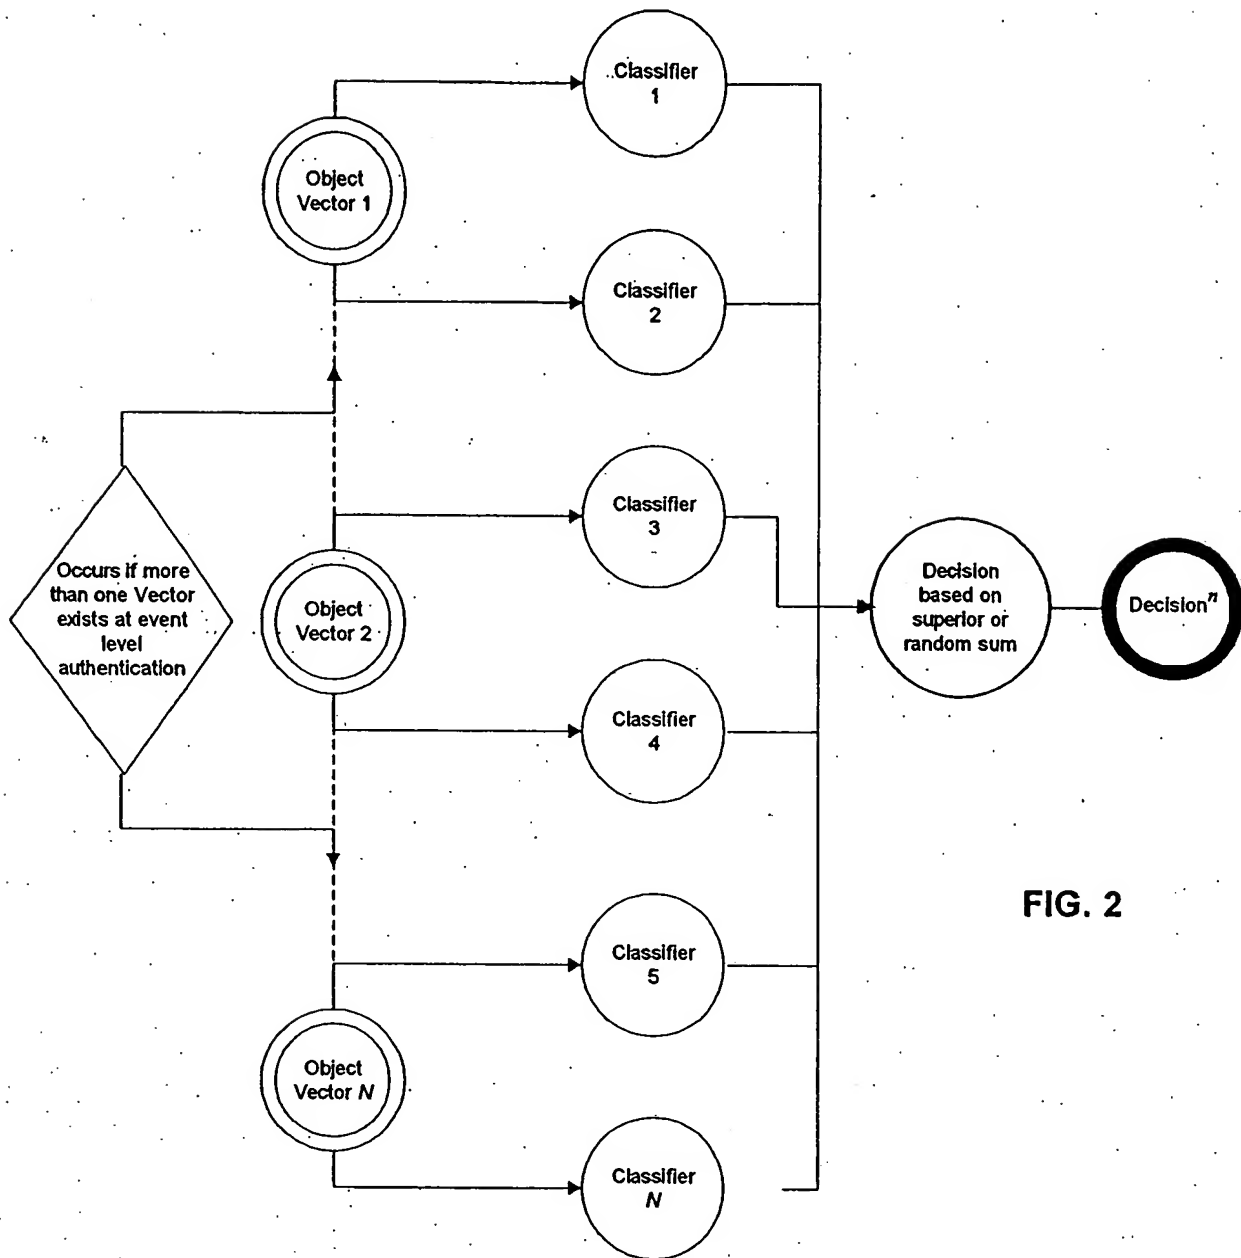 Classifier
1
Object
Vector 1
Classifier
2
Classifier
3
Occurs if more
than one Vector
exists at event
level
authentication
Object
Vector 2
Decision
based on
superior or
random sum
Decisionⁿ
Classifier
4
FIG. 2
Classifier
5
Object
Vector N
Classifier
N